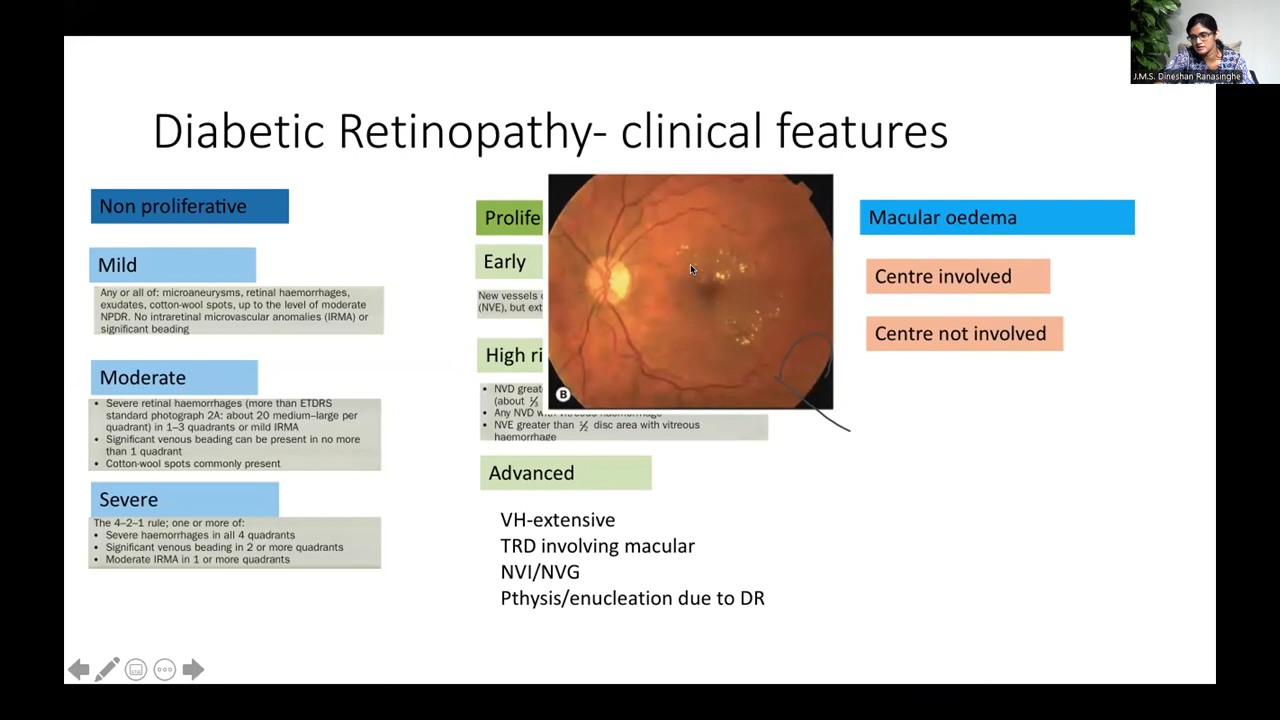 J.M.S. Dineshan Ranasinghe
Diabetic Retinopathy- clinical features
Non proliferative
Mild
Any or all of: microaneurysms, retinal haemorrhages,
exudates, cotton-wool spots, up to the level of moderate
NPDR. No intraretinal microvascular anomalies (IRMA) or
significant beading
Moderate
• Severe retinal haemorrhages (more than ETDRS
standard photograph 2A: about 20 medium–large per
quadrant) in 1–3 quadrants or mild IRMA
• Significant venous beading can be present in no more
than 1 quadrant
• Cotton-wool spots commonly present
Severe
The 4–2–1 rule; one or more of:
• Severe haemorrhages in all 4 quadrants
• Significant venous beading in 2 or more quadrants
• Moderate IRMA in 1 or more quadrants
Prolife
Early
New vessels
(NVE), but ext
High ri
• NVD great
(about ⅓
• Any NVD with vitreous haemorrhage
• NVE greater than ½ disc area with vitreous
haemorrhage
B
Advanced
VH-extensive
TRD involving macular
NVI/NVG
Pthysis/enucleation due to DR
Macular oedema
Centre involved
Centre not involved